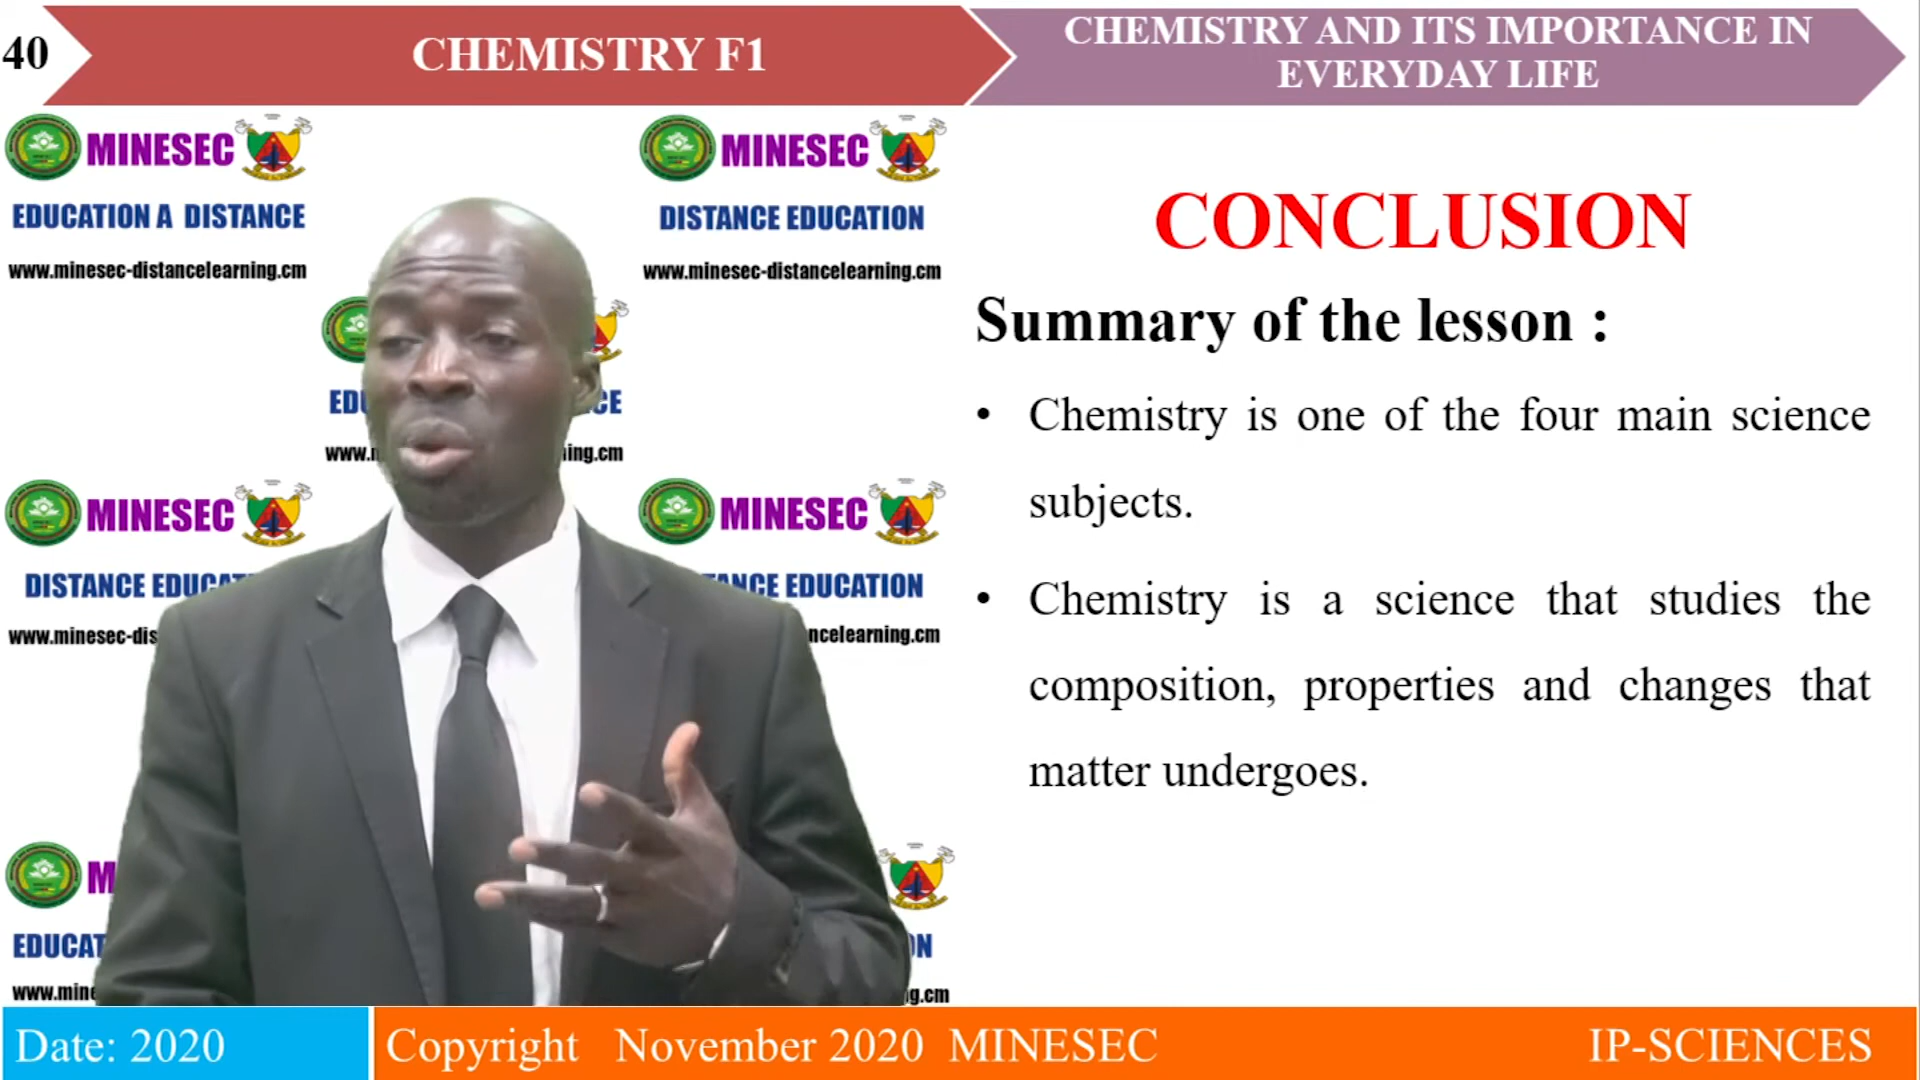 40
CHEMISTRY F1
CHEMISTRY AND ITS IMPORTANCE IN
EVERYDAY LIFE
MINESEC
EDUCATION A DISTANCE
www.minesec-distancelearning.cm
MINESEC
DISTANCE EDUCATION
www.minesec-distancelearning.cm
MINESEC
MINESEC
DISTANCE EDUCATION
CONCLUSION
Summary of the lesson :
• Chemistry is one of the four main science
subjects.
• Chemistry is a science that studies the
composition, properties and changes that
matter undergoes.
Date: 2020
Copyright November 2020 MINESEC
IP-SCIENCES